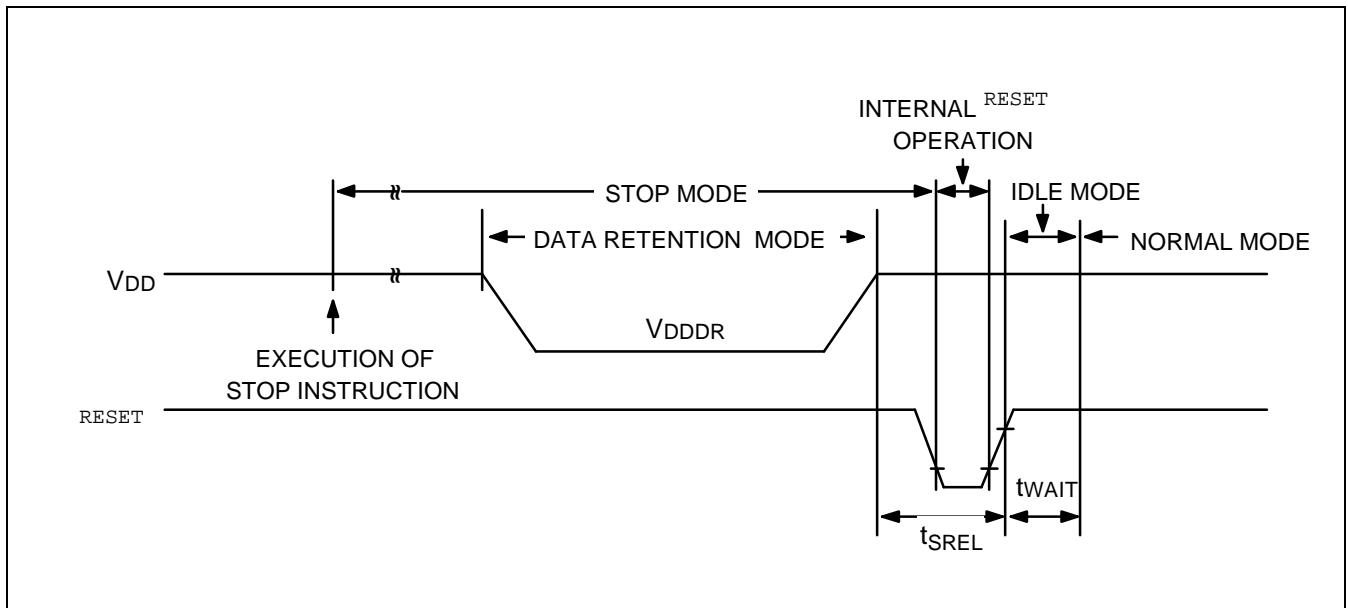 INTERNAL RESET
OPERATION
STOP MODE
IDLE MODE
DATA RETENTION MODE
NORMAL MODE
VDD
VDDDR
EXECUTION OF
STOP INSTRUCTION
RESET
tWAIT
tSREL